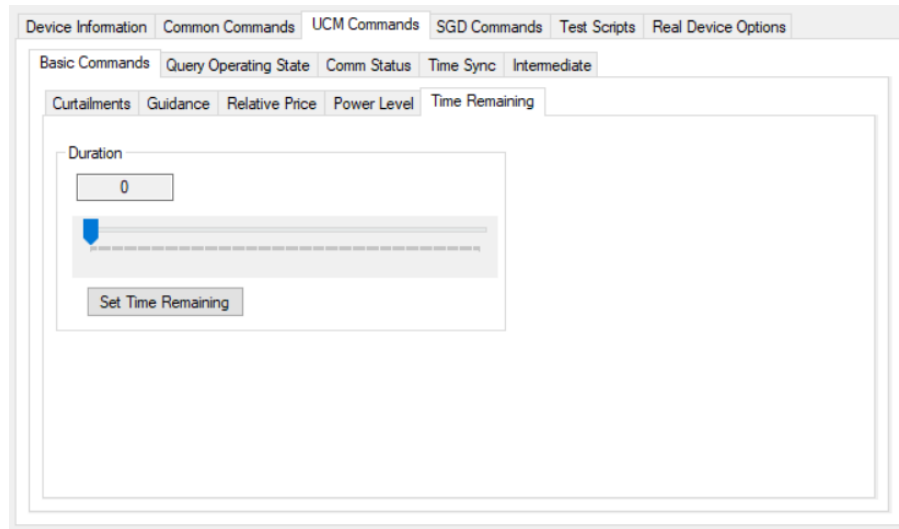 Device Information Common Commands UCM Commands SGD Commands Test Scripts Real Device Options
Basic Commands Query Operating State Comm Status Time Sync Intermediate
Curtailments Guidance Relative Price Power Level Time Remaining
Duration
0
Set Time Remaining